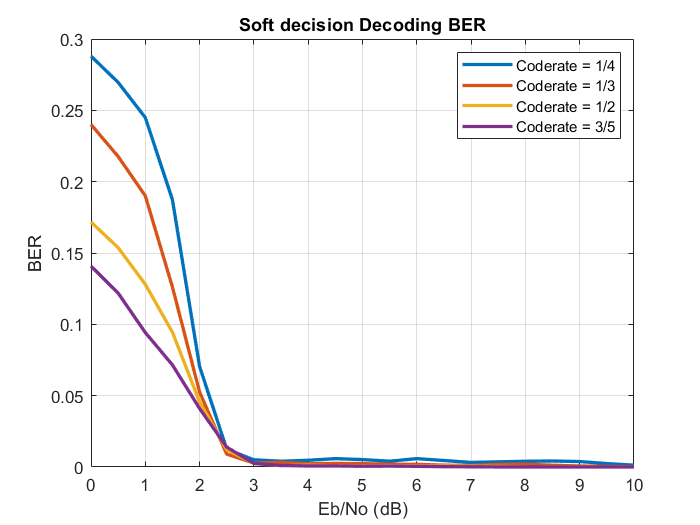 Soft decision Decoding BER
0.3
0.25
0.2
0.15
0.1
0.05
0
BER
Coderate = 1/4
Coderate = 1/3
Coderate = 1/2
Coderate = 3/5
0 1 2 3 4 5 6 7 8 9 10
Eb/No (dB)